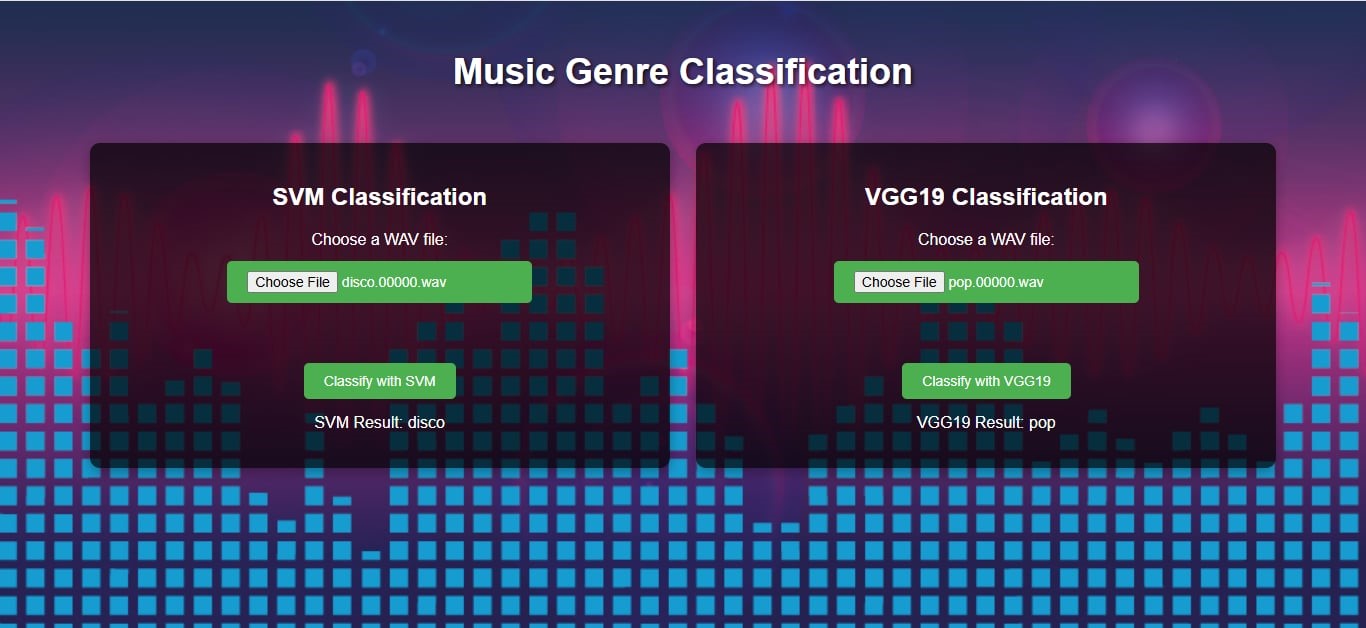 Music Genre Classification
SVM Classification
Choose a WAV file:
Choose File disco.00000.wav
Classify with SVM
SVM Result: disco
VGG19 Classification
Choose a WAV file:
Choose File pop.00000.wav
Classify with VGG19
VGG19 Result: pop